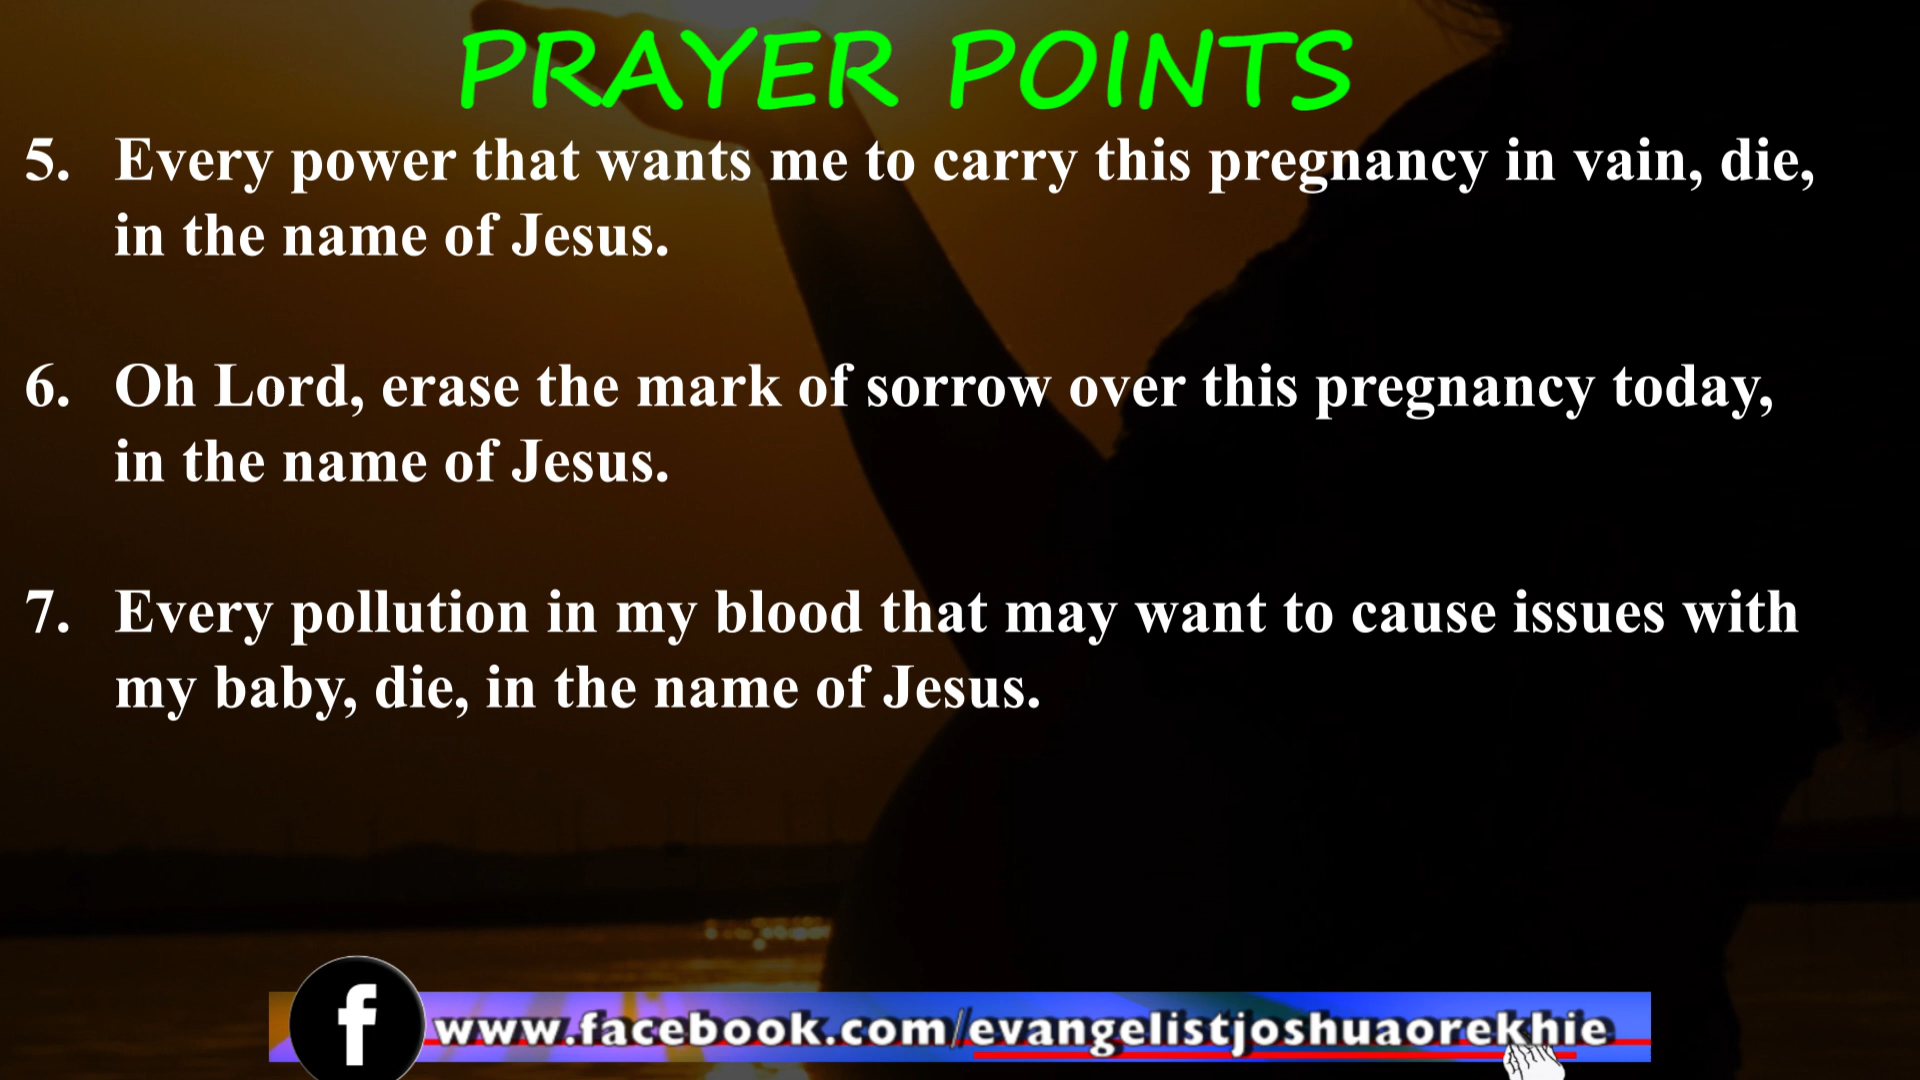 PRAYER POINTS
5. Every power that wants me to carry this pregnancy in vain, die,
in the name of Jesus.
6. Oh Lord, erase the mark of sorrow over this pregnancy today,
in the name of Jesus.
7. Every pollution in my blood that may want to cause issues with
my baby, die, in the name of Jesus.
f www.facebook.com/evangelistjoshuaorekhie